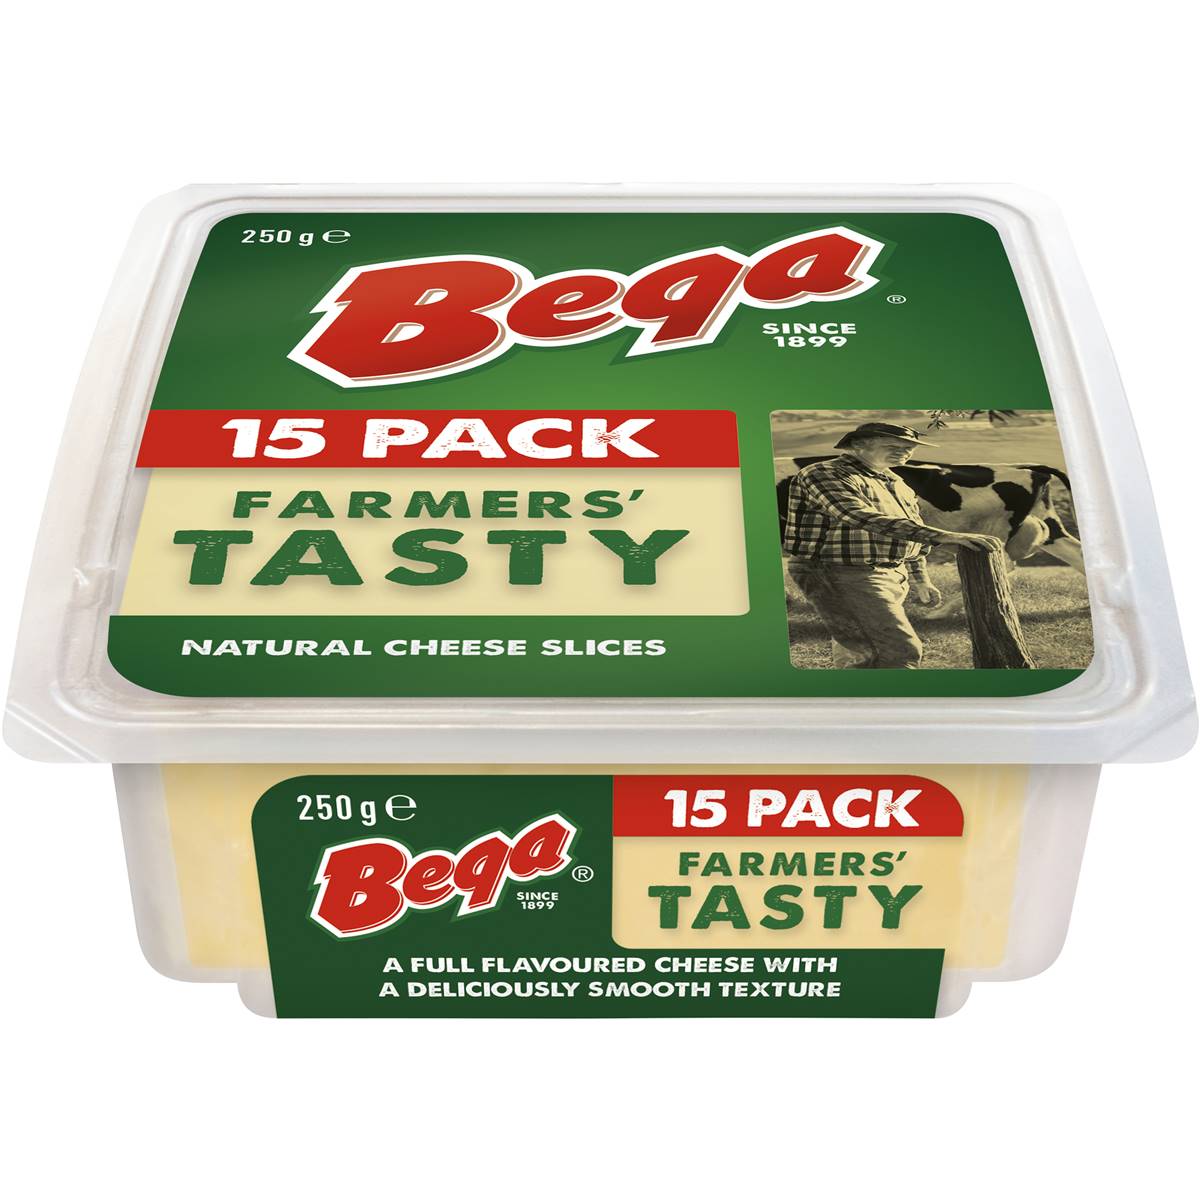 250 g ℮
Bega ®
SINCE
1899
15 PACK
FARMERS'
TASTY
NATURAL CHEESE SLICES
250 g ℮
Bega ®
SINCE
1899
15 PACK
FARMERS'
TASTY
A FULL FLAVOURED CHEESE WITH
A DELICIOUSLY SMOOTH TEXTURE